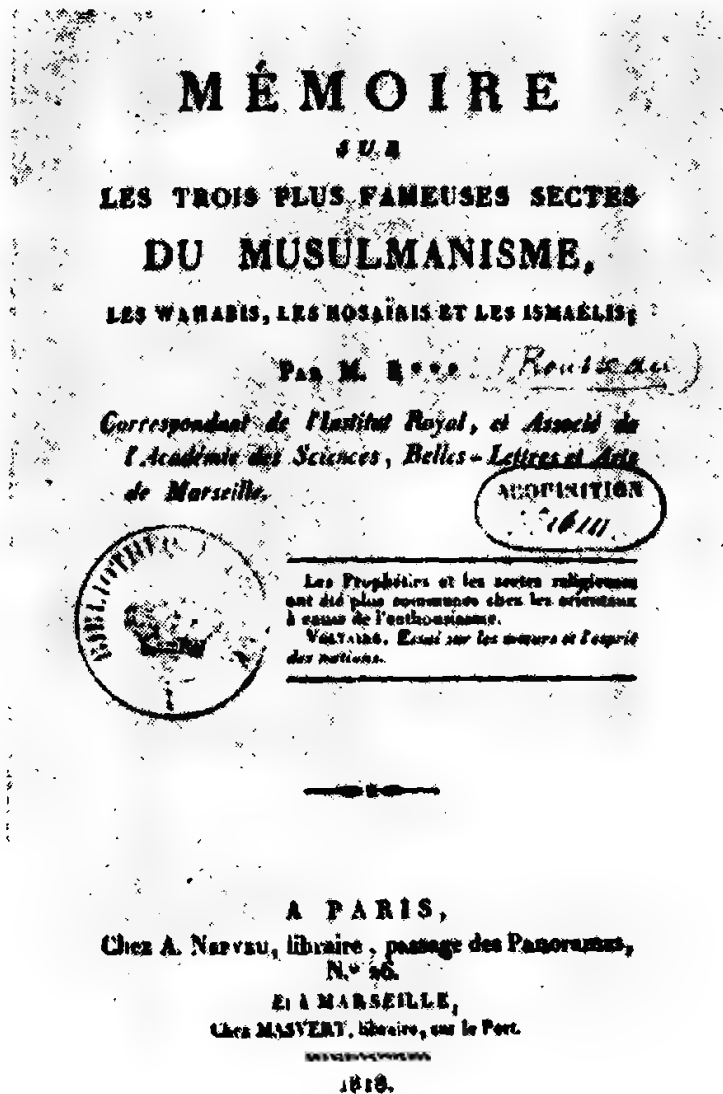 MÉMOIRE
SUR
LES TROIS PLUS FAMEUSES SECTES
DU MUSULMANISME,
LES WAHABIS, LES NOSAÏRIS ET LES ISMAÉLIS;
PAR M. R*** (Rousseau)
Correspondant de l'Institut Royal, et Associé de
l'Académie des Sciences, Belles-Lettres et Arts
de Marseille.
ACQUISITION
BIBLIOTHE
Les Prophéties et les sectes religieuses
ont été plus communes chez les orientaux
à cause de l'enthousiasme.
VOLTAIRE. Essai sur les mœurs et l'esprit
des nations.
A PARIS,
Chez A. NEPVEU, libraire, passage des Panoramas,
N.º 26.
Et à MARSEILLE,
Chez MASVERT, libraire, sur le Port.
1818.